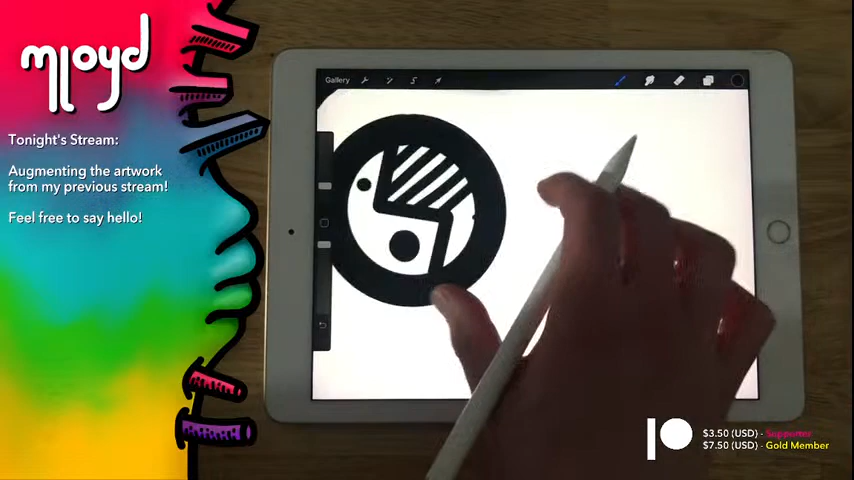 mloyd
Tonight's Stream:
Augmenting the artwork
from my previous stream!
Feel free to say hello!
Gallery
$3.50 (USD) - Supporter
$7.50 (USD) - Gold Member